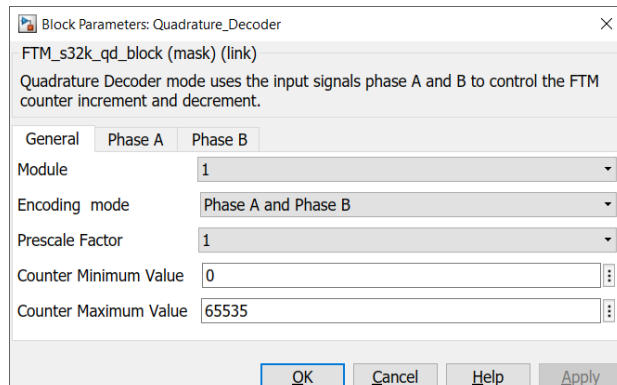 Block Parameters: Quadrature_Decoder
FTM_s32k_qd_block (mask) (link)
Quadrature Decoder mode uses the input signals phase A and B to control the FTM
counter increment and decrement.
General Phase A Phase B
Module 1
Encoding mode Phase A and Phase B
Prescale Factor 1
Counter Minimum Value 0
Counter Maximum Value 65535
OK Cancel Help Apply